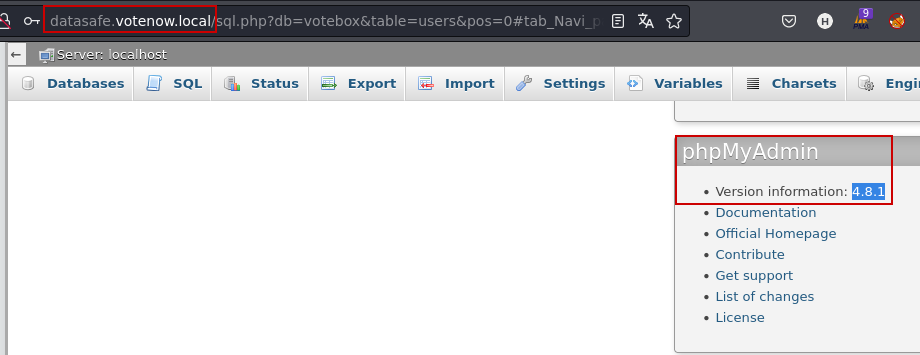 datasafe.votenow.local/sql.php?db=votebox&table=users&pos=0#tab_Navi_p
9
H
Server: localhost
Databases SQL Status Export Import Settings Variables Charsets Engi
phpMyAdmin
• Version information: 4.8.1
• Documentation
• Official Homepage
• Contribute
• Get support
• List of changes
• License